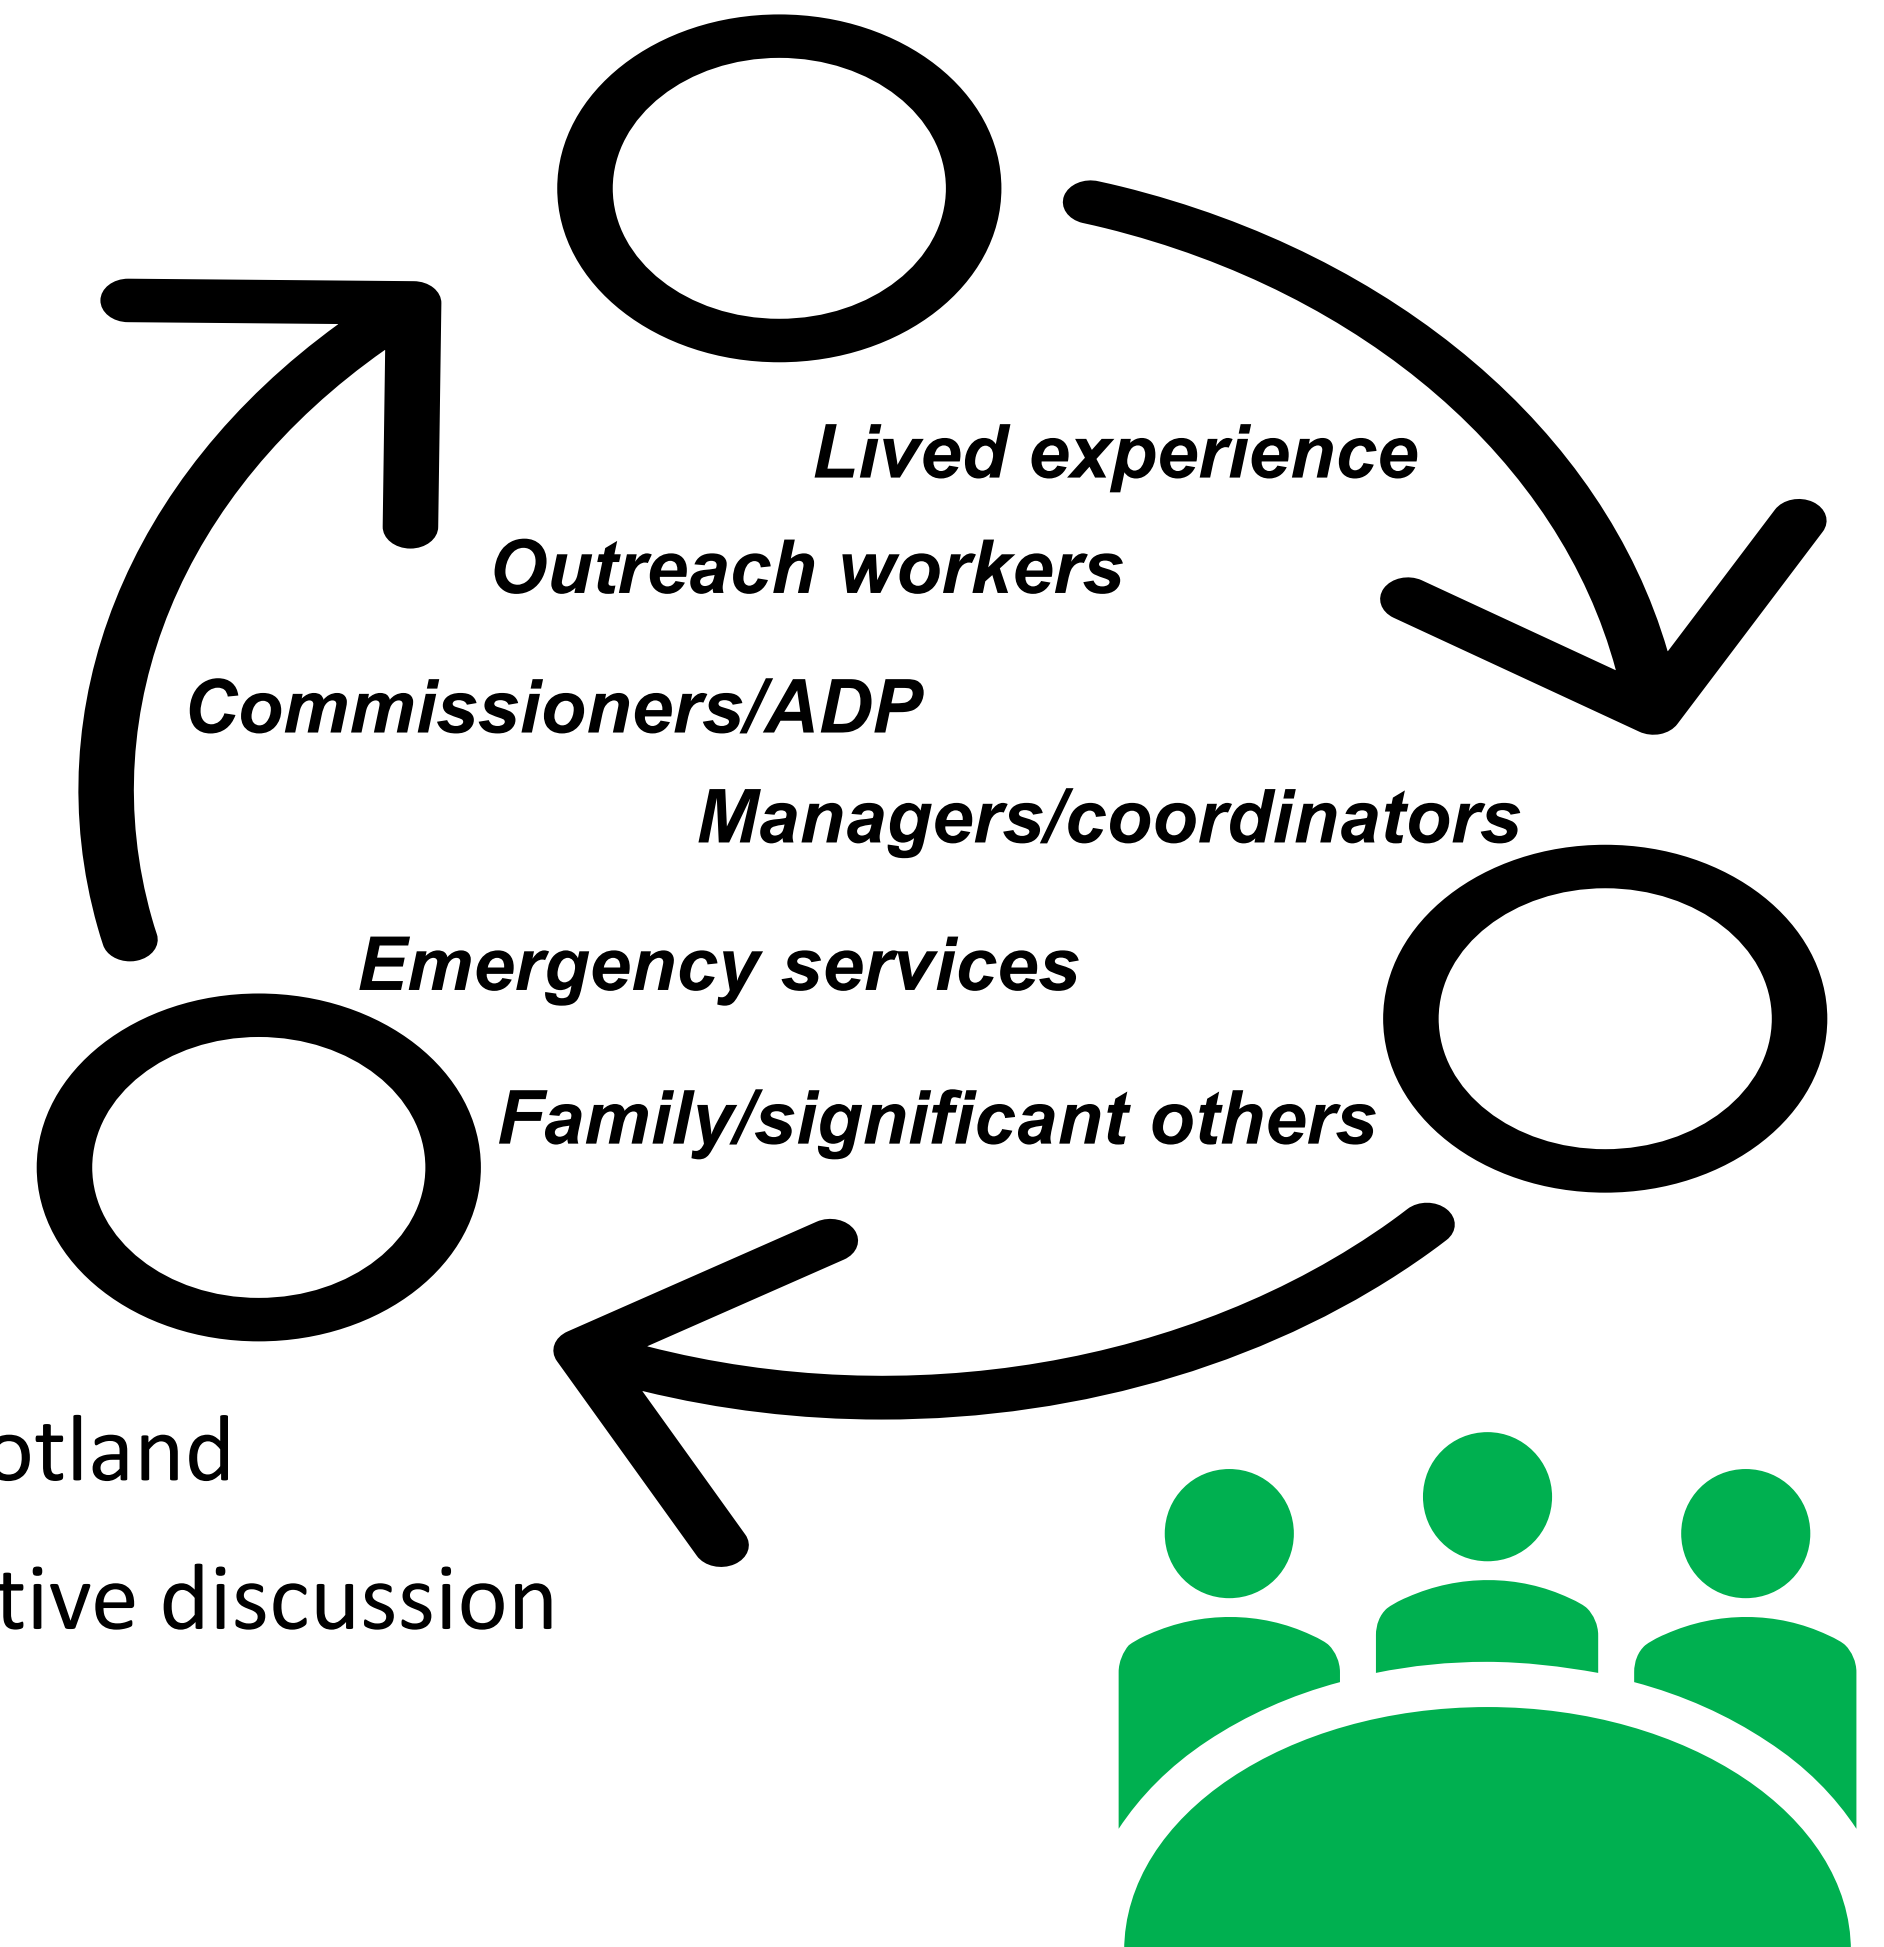 Lived experience
Outreach workers
Commissioners/ADP
Managers/coordinators
Emergency services
Family/significant others
otland
tive discussion